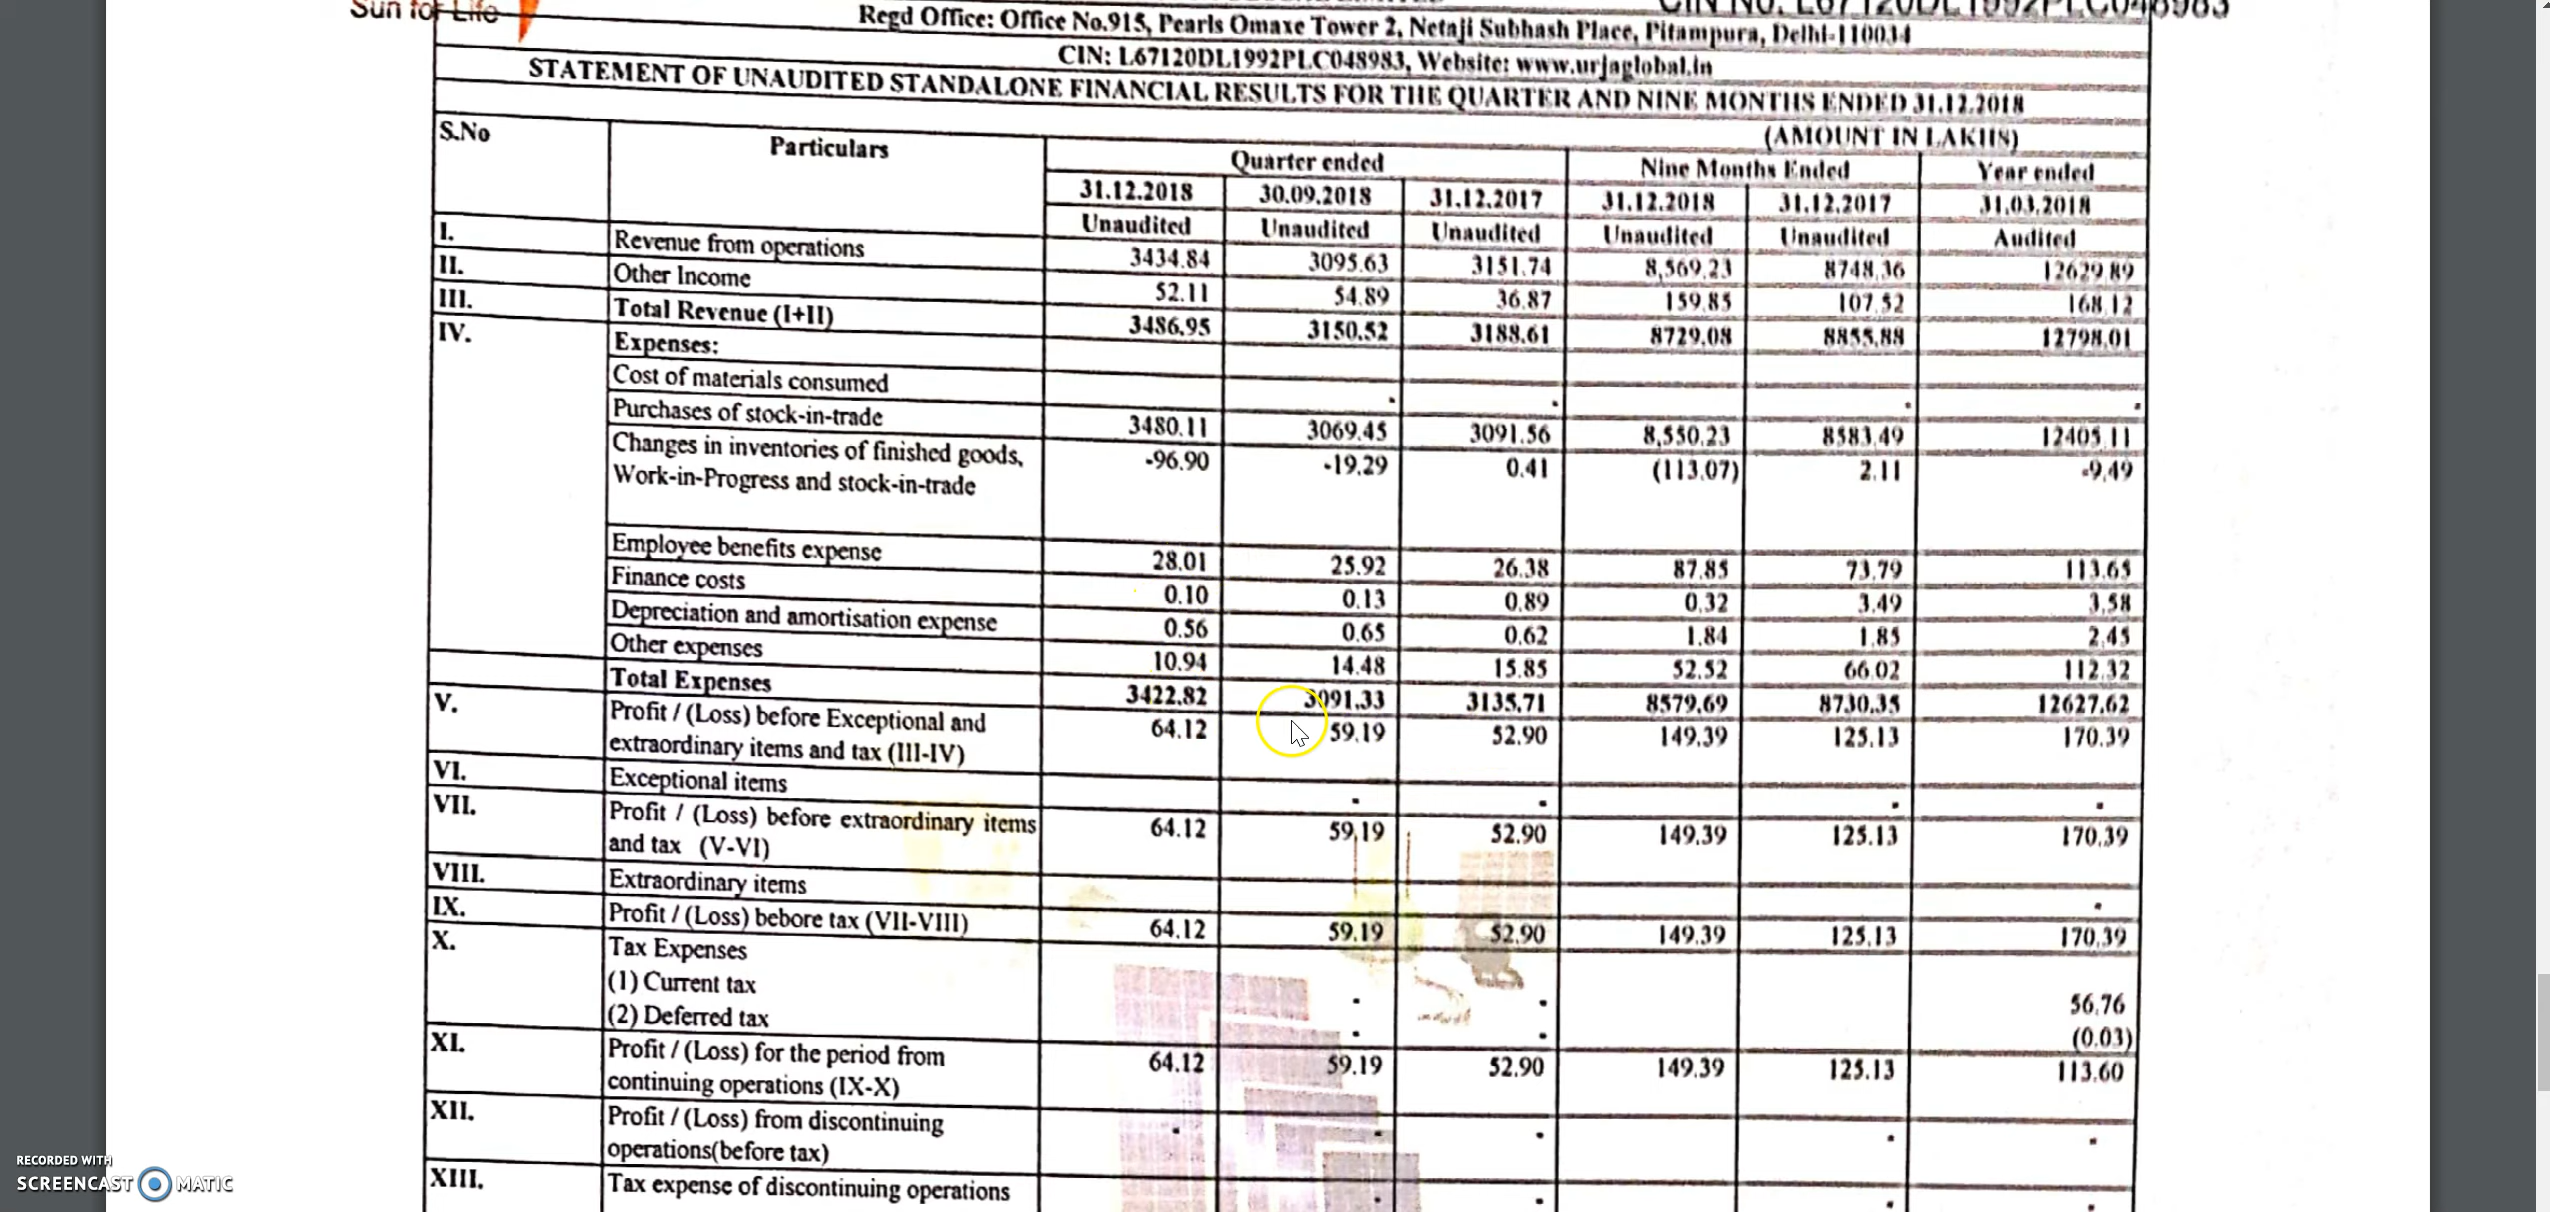 Sun for Life
CIN NO. L67120DL1992PLC048983
Regd Office: Office No.915, Pearls Omaxe Tower 2, Netaji Subhash Place, Pitampura, Delhi-110034
CIN: L67120DL1992PLC048983, Website: www.urjaglobal.in
STATEMENT OF UNAUDITED STANDALONE FINANCIAL RESULTS FOR THE QUARTER AND NINE MONTHS ENDED 31.12.2018
(AMOUNT IN LAKHS)
S.No Particulars Quarter ended Nine Months Ended Year ended
31.12.2018 30.09.2018 31.12.2017 31.12.2018 31.12.2017 31.03.2018
Unaudited Unaudited Unaudited Unaudited Unaudited Audited
I. Revenue from operations 3434.84 3095.63 3151.74 8,569.23 8748.36 12629.89
II. Other Income 52.11 54.89 36.87 159.85 107.52 168.12
III. Total Revenue (I+II) 3486.95 3150.52 3188.61 8729.08 8855.88 12798.01
IV. Expenses:
Cost of materials consumed - - - -
Purchases of stock-in-trade 3480.11 3069.45 3091.56 8,550.23 8583.49 12405.11
Changes in inventories of finished goods, -96.90 -19.29 0.41 (113.07) 2.11 -9.49
Work-in-Progress and stock-in-trade
Employee benefits expense 28.01 25.92 26.38 87.85 73.79 113.65
Finance costs 0.10 0.13 0.89 0.32 3.49 3.58
Depreciation and amortisation expense 0.56 0.65 0.62 1.84 1.85 2.45
Other expenses 10.94 14.48 15.85 52.52 66.02 112.32
Total Expenses 3422.82 3091.33 3135.71 8579.69 8730.35 12627.62
V. Profit / (Loss) before Exceptional and 64.12 59.19 52.90 149.39 125.13 170.39
extraordinary items and tax (III-IV)
VI. Exceptional items - - - -
VII. Profit / (Loss) before extraordinary items 64.12 59.19 52.90 149.39 125.13 170.39
and tax (V-VI)
VIII. Extraordinary items -
IX. Profit / (Loss) bebore tax (VII-VIII) 64.12 59.19 52.90 149.39 125.13 170.39
X. Tax Expenses
(1) Current tax - - 56.76
(2) Deferred tax - - (0.03)
XI. Profit / (Loss) for the period from 64.12 59.19 52.90 149.39 125.13 113.60
continuing operations (IX-X)
XII. Profit / (Loss) from discontinuing - - - - -
operations(before tax)
XIII. Tax expense of discontinuing operations - - - -
RECORDED WITH
SCREENCAST MATIC